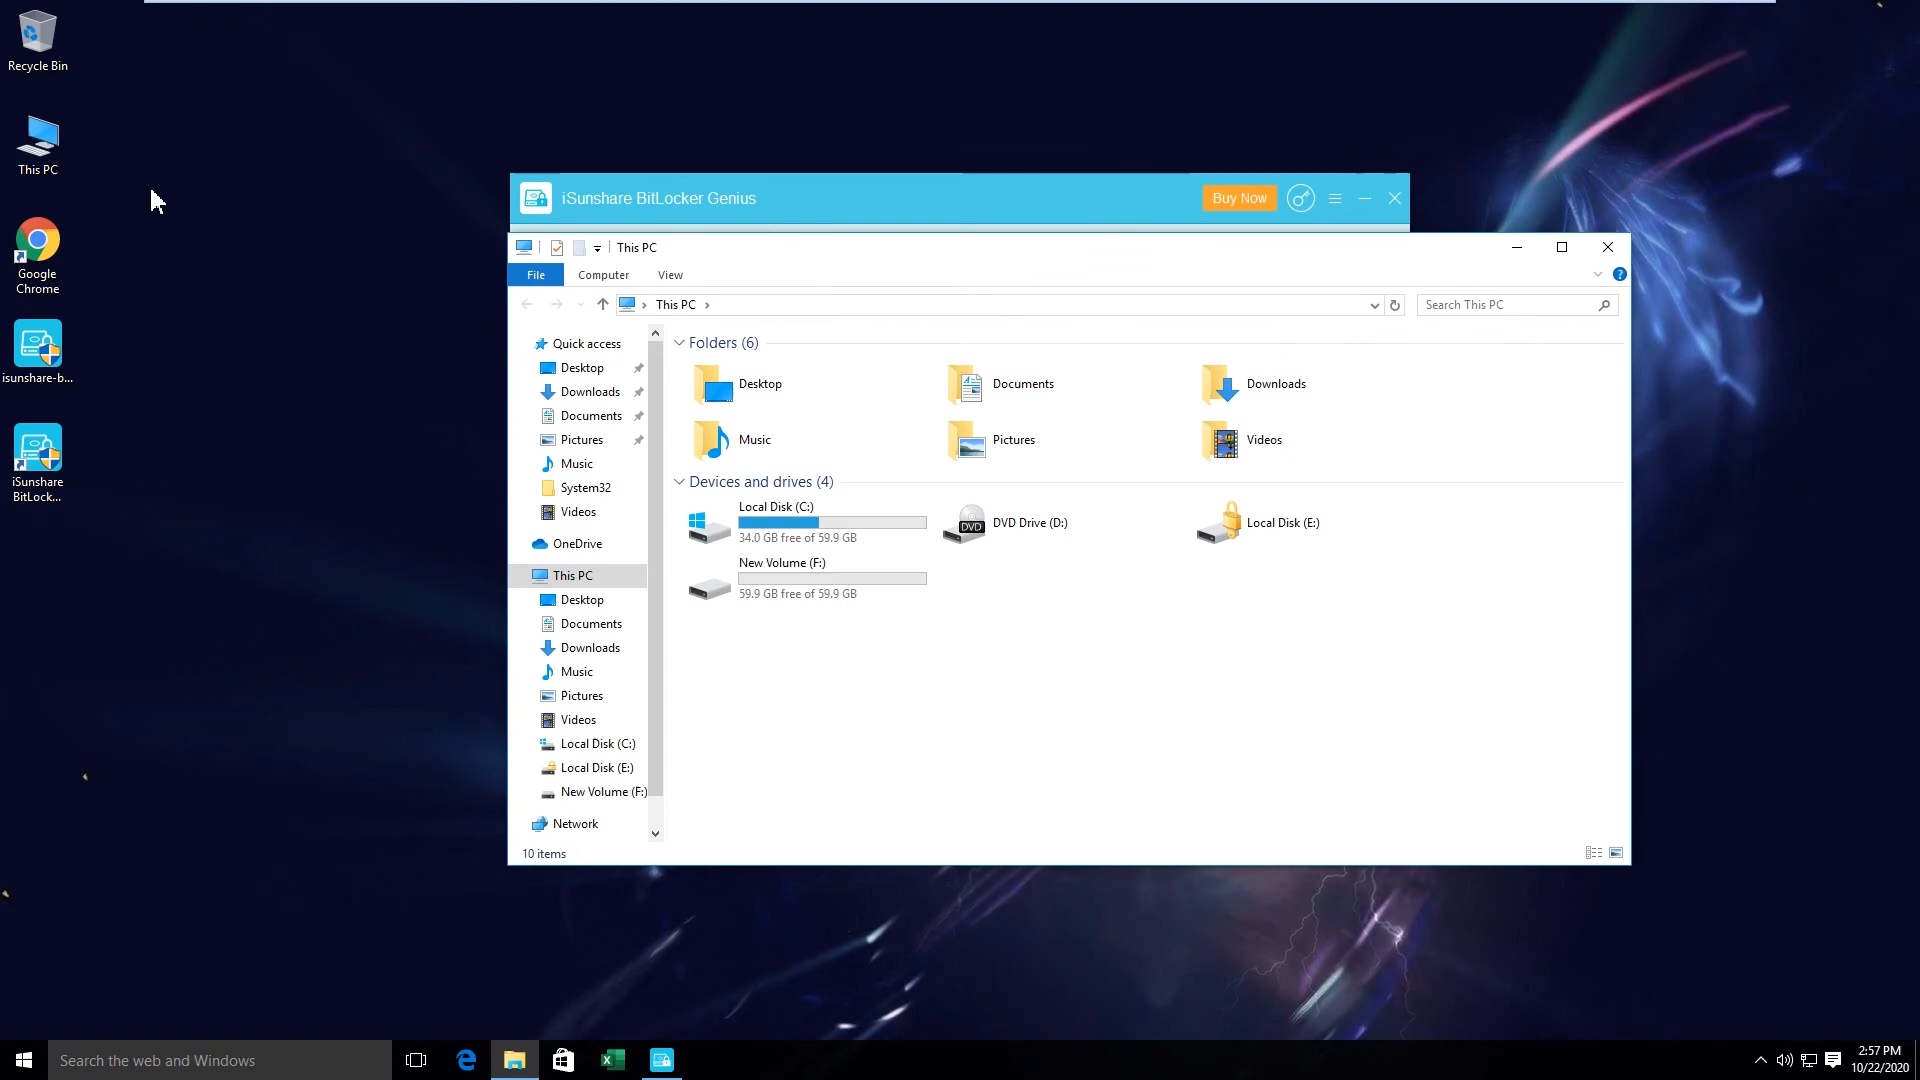 Recycle Bin
This PC
Google
Chrome
isunshare-b...
iSunshare
BitLock...
iSunshare BitLocker Genius
Buy Now
This PC
File
Computer
View
This PC
Search This PC
Quick access
Desktop
Downloads
Documents
Pictures
Music
System32
Videos
OneDrive
This PC
Desktop
Documents
Downloads
Music
Pictures
Videos
Local Disk (C:)
Local Disk (E:)
New Volume (F:)
Network
Folders (6)
Desktop
Documents
Downloads
Music
Pictures
Videos
Devices and drives (4)
Local Disk (C:)
34.0 GB free of 59.9 GB
DVD
DVD Drive (D:)
Local Disk (E:)
New Volume (F:)
59.9 GB free of 59.9 GB
10 items
Search the web and Windows
2:57 PM
10/22/2020